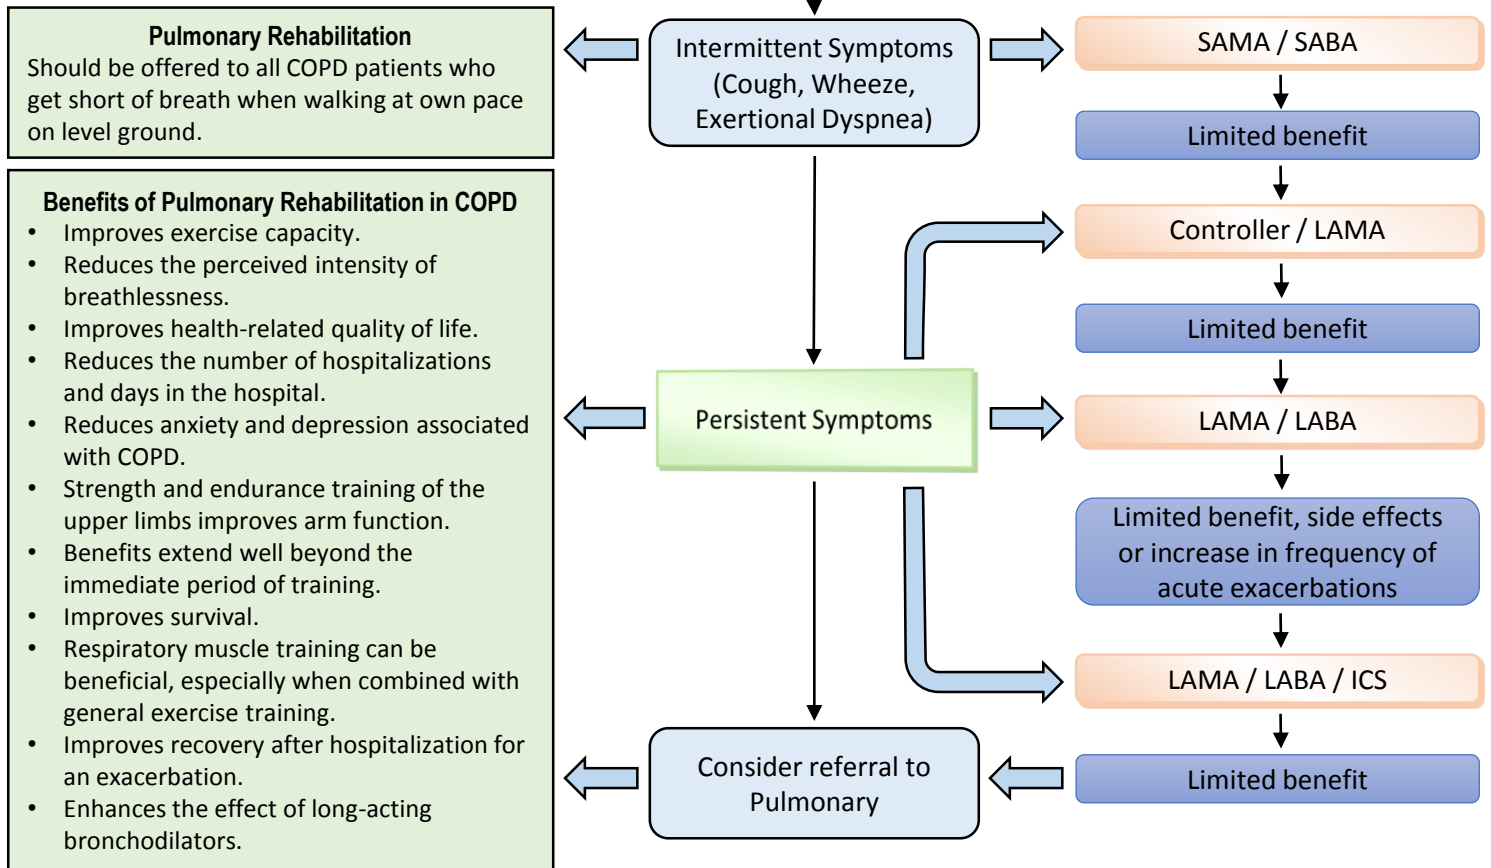 Pulmonary Rehabilitation
Should be offered to all COPD patients who
get short of breath when walking at own pace
on level ground.
Benefits of Pulmonary Rehabilitation in COPD
• Improves exercise capacity.
• Reduces the perceived intensity of
breathlessness.
• Improves health-related quality of life.
• Reduces the number of hospitalizations
and days in the hospital.
• Reduces anxiety and depression associated
with COPD.
• Strength and endurance training of the
upper limbs improves arm function.
• Benefits extend well beyond the
immediate period of training.
• Improves survival.
• Respiratory muscle training can be
beneficial, especially when combined with
general exercise training.
• Improves recovery after hospitalization for
an exacerbation.
• Enhances the effect of long-acting
bronchodilators.
Intermittent Symptoms
(Cough, Wheeze,
Exertional Dyspnea)
Persistent Symptoms
Consider referral to
Pulmonary
SAMA / SABA
Limited benefit
Controller / LAMA
Limited benefit
LAMA / LABA
Limited benefit, side effects
or increase in frequency of
acute exacerbations
LAMA / LABA / ICS
Limited benefit